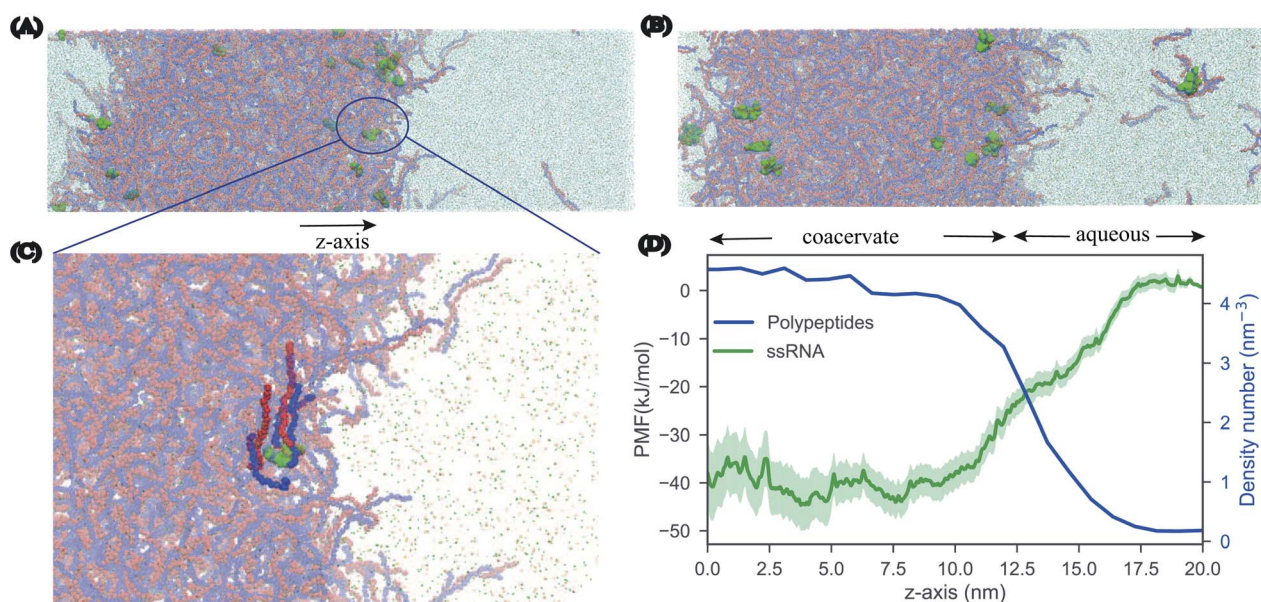 (A)
(B)
z-axis
(C)
(D)
coacervate
aqueous
Polypeptides
ssRNA
PMF(kJ/mol)
0
−10
−20
−30
−40
−50
Density number (nm⁻³)
4
3
2
1
0
0.0 2.5 5.0 7.5 10.0 12.5 15.0 17.5 20.0
z-axis (nm)